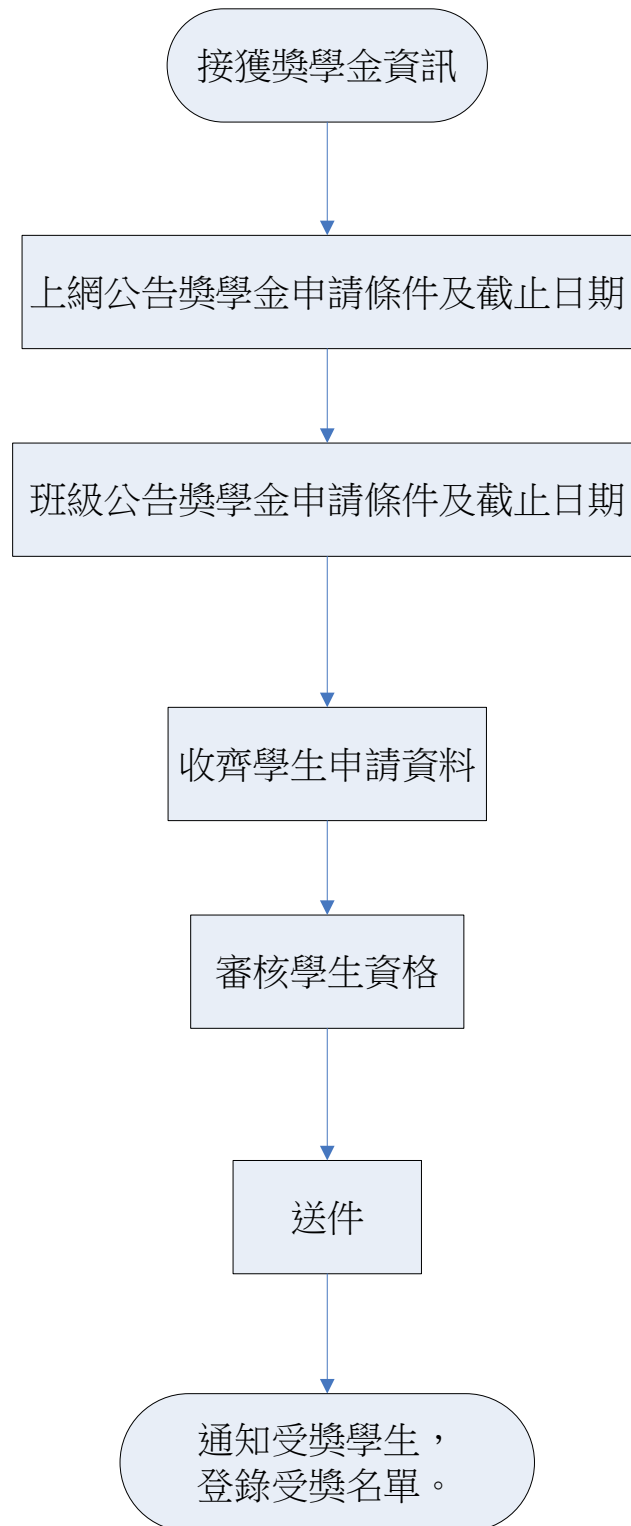 接獲獎學金資訊
上網公告獎學金申請條件及截止日期
班級公告獎學金申請條件及截止日期
收齊學生申請資料
審核學生資格
送件
通知受獎學生，
登錄受獎名單。